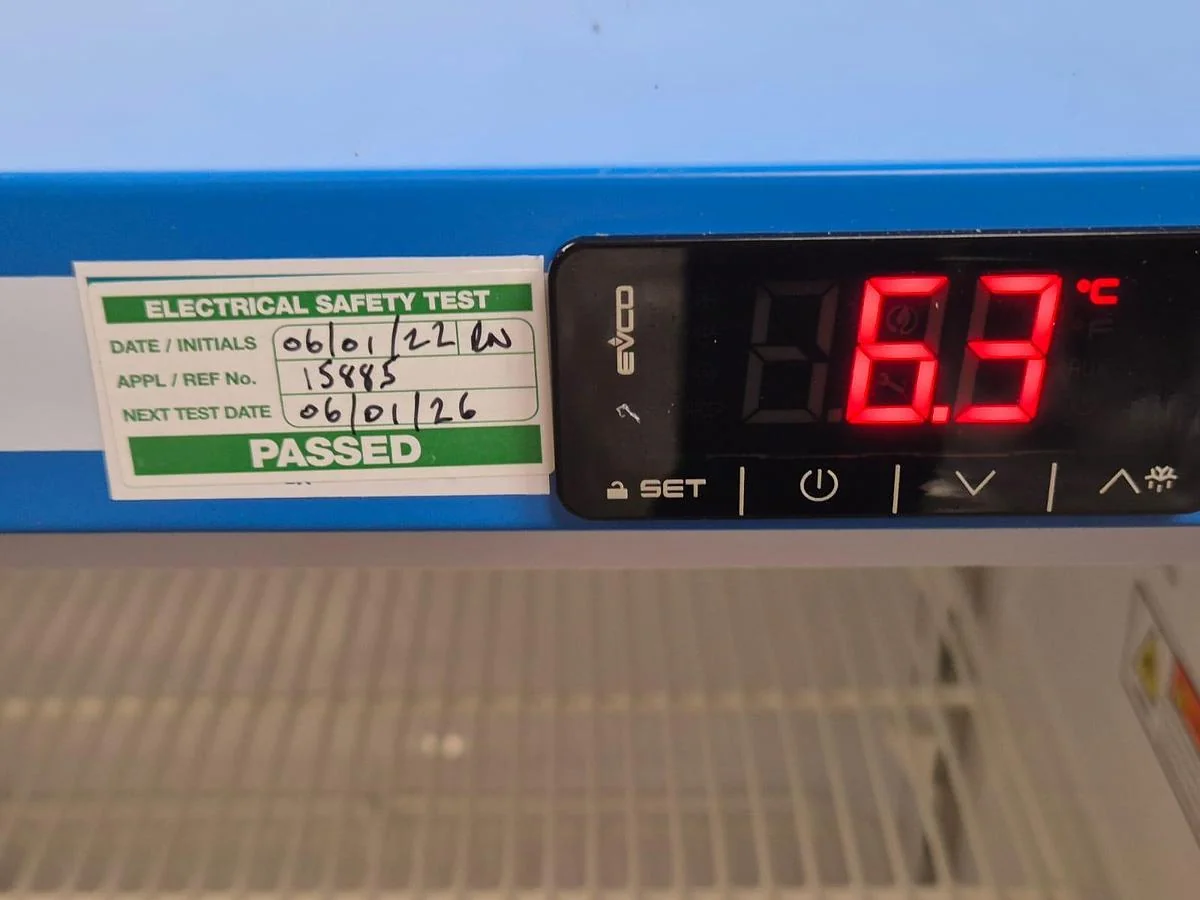 ELECTRICAL SAFETY TEST
DATE / INITIALS 06/01/22
APPL / REF No. 15885
NEXT TEST DATE 06/01/26
PASSED
EVCO
6.3 °C
SET